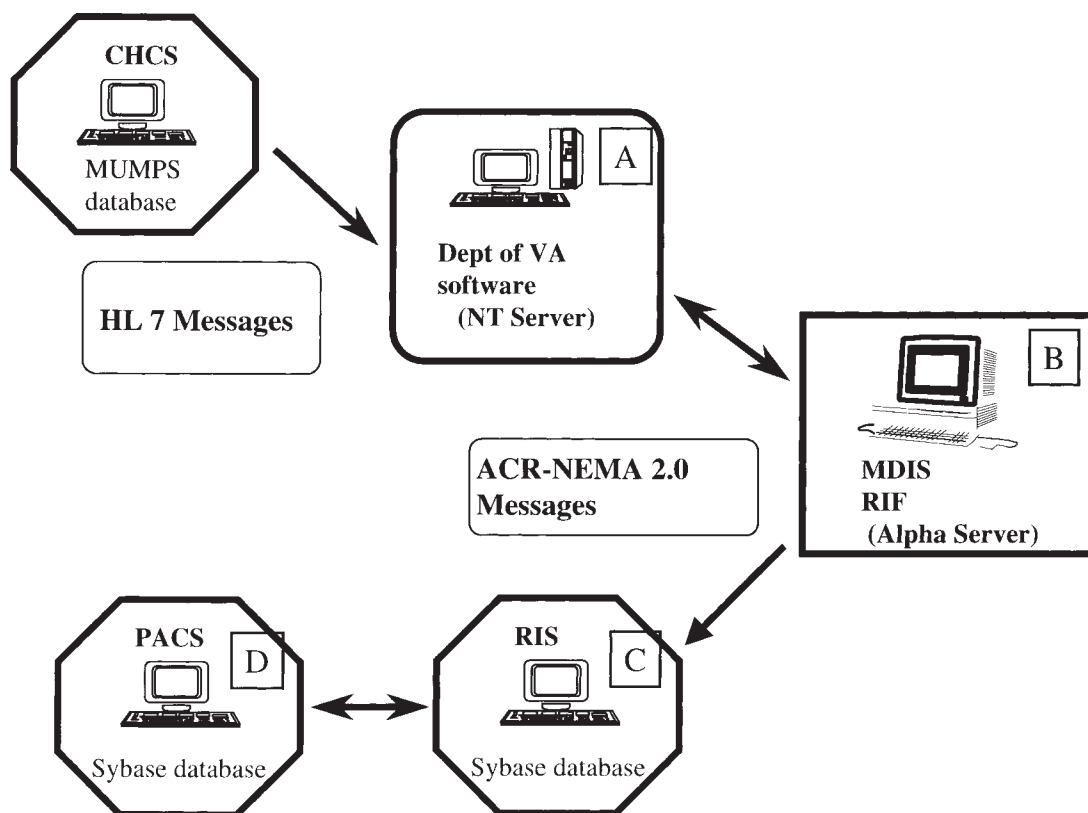 CHCS
MUMPS
database
HL 7 Messages
A
Dept of VA
software
(NT Server)
B
MDIS
RIF
(Alpha Server)
ACR-NEMA 2.0
Messages
PACS
D
Sybase database
RIS
C
Sybase database